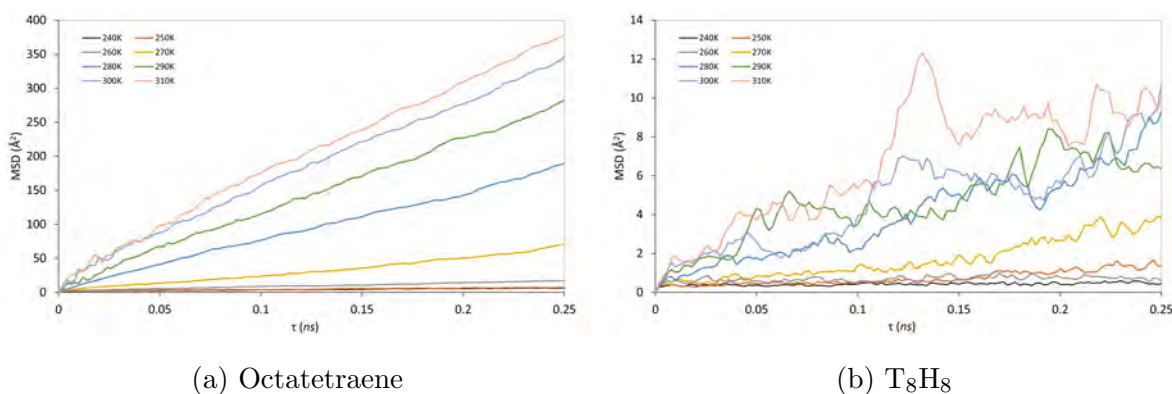 400
350
300
250
200
150
100
50
0
MSD (Å²)
240K 250K
260K 270K
280K 290K
300K 310K
0 0.05 0.1 0.15 0.2 0.25
τ (ns)
(a) Octatetraene
14
12
10
8
6
4
2
0
MSD (Å²)
240K 250K
260K 270K
280K 290K
300K 310K
0 0.05 0.1 0.15 0.2 0.25
τ (ns)
(b) T₈H₈